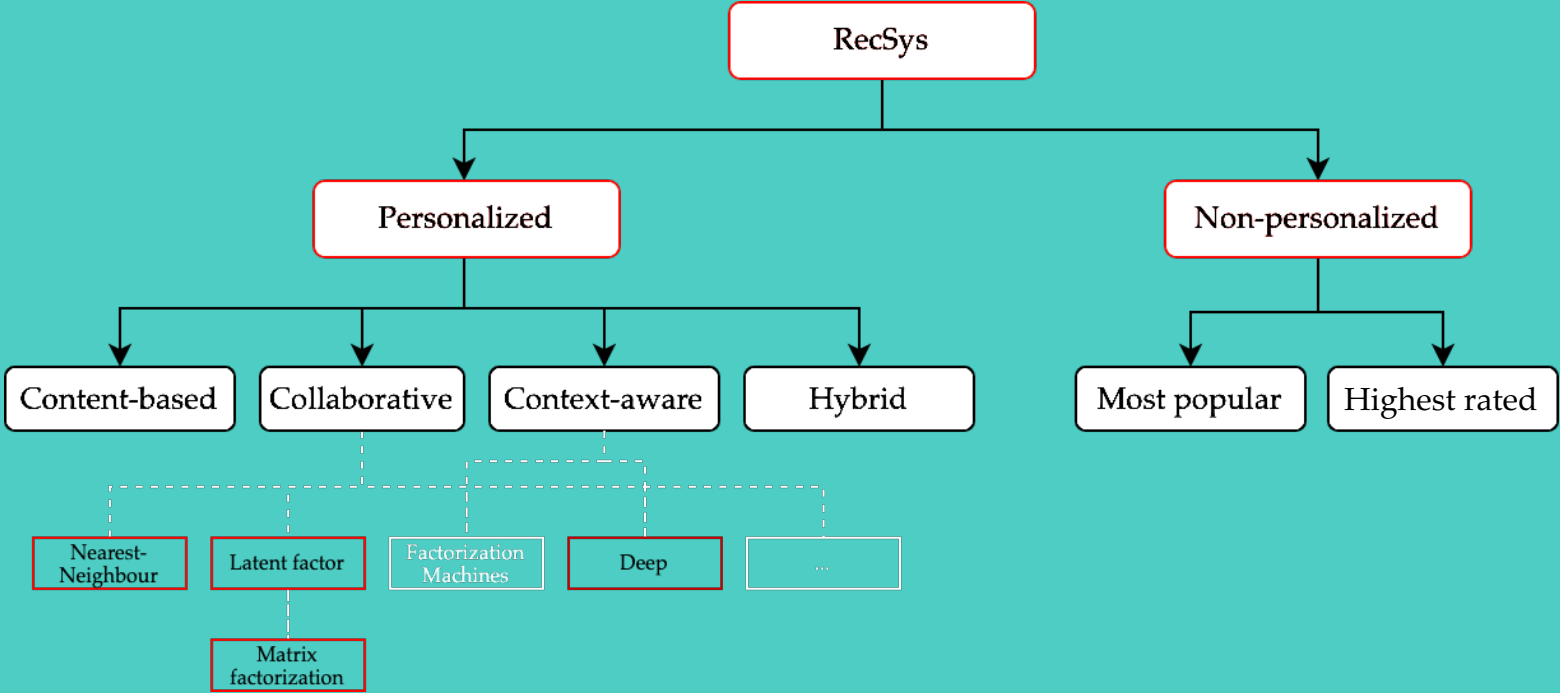 RecSys
Personalized
Non-personalized
Content-based
Collaborative
Context-aware
Hybrid
Most popular
Highest rated
Nearest-
Neighbour
Latent factor
Factorization
Machines
Deep
...
Matrix
factorization